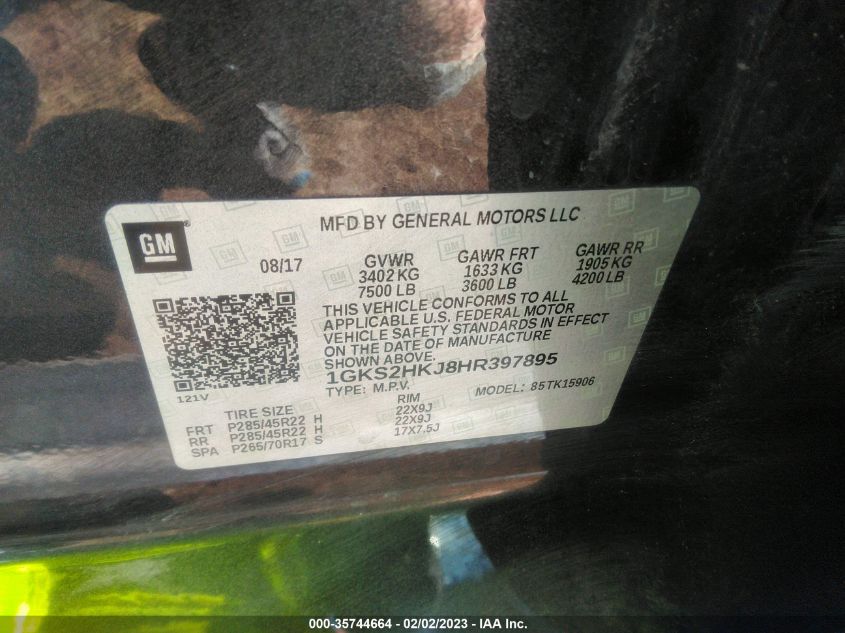 GM
MFD BY GENERAL MOTORS LLC
08/17 GVWR GAWR FRT GAWR RR
3402 KG 1633 KG 1905 KG
7500 LB 3600 LB 4200 LB
THIS VEHICLE CONFORMS TO ALL
APPLICABLE U.S. FEDERAL MOTOR
VEHICLE SAFETY STANDARDS IN EFFECT
ON THE DATE OF MANUFACTURE
SHOWN ABOVE.
1GKS2HKJ8HR397895
TYPE: M.P.V. MODEL: 85TK15906
121V
TIRE SIZE RIM
FRT P285/45R22 H 22X9J
RR P285/45R22 H 22X9J
SPA P265/70R17 S 17X7.5J
000-35744664 - 02/02/2023 - IAA Inc.